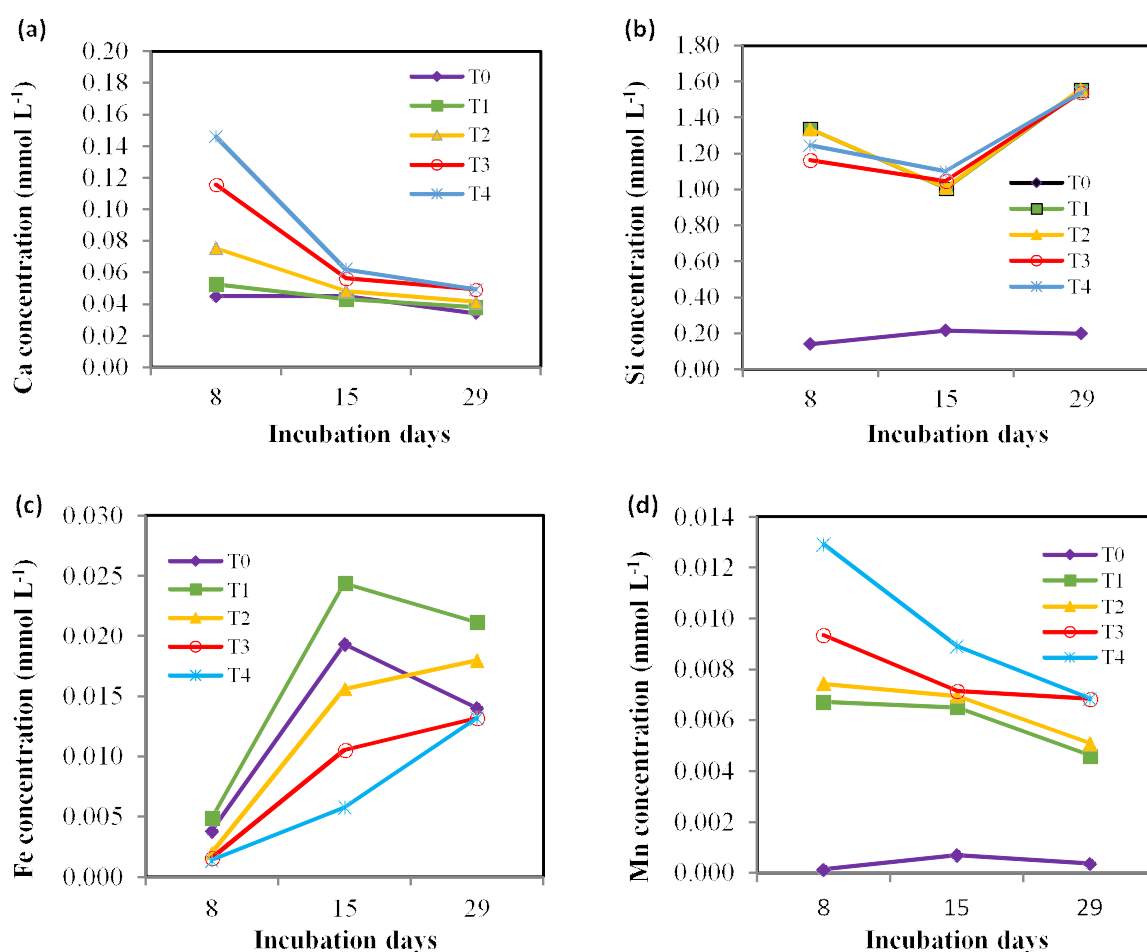 (a)
Ca concentration (mmol L-1)
0.20
0.18
0.16
0.14
0.12
0.10
0.08
0.06
0.04
0.02
0.00
T0
T1
T2
T3
T4
8 15 29
Incubation days
(b)
Si concentration (mmol L-1)
1.80
1.60
1.40
1.20
1.00
0.80
0.60
0.40
0.20
0.00
T0
T1
T2
T3
T4
8 15 29
Incubation days
(c)
Fe concentration (mmol L-1)
0.030
0.025
0.020
0.015
0.010
0.005
0.000
T0
T1
T2
T3
T4
8 15 29
Incubation days
(d)
Mn concentration (mmol L-1)
0.014
0.012
0.010
0.008
0.006
0.004
0.002
0.000
T0
T1
T2
T3
T4
8 15 29
Incubation days